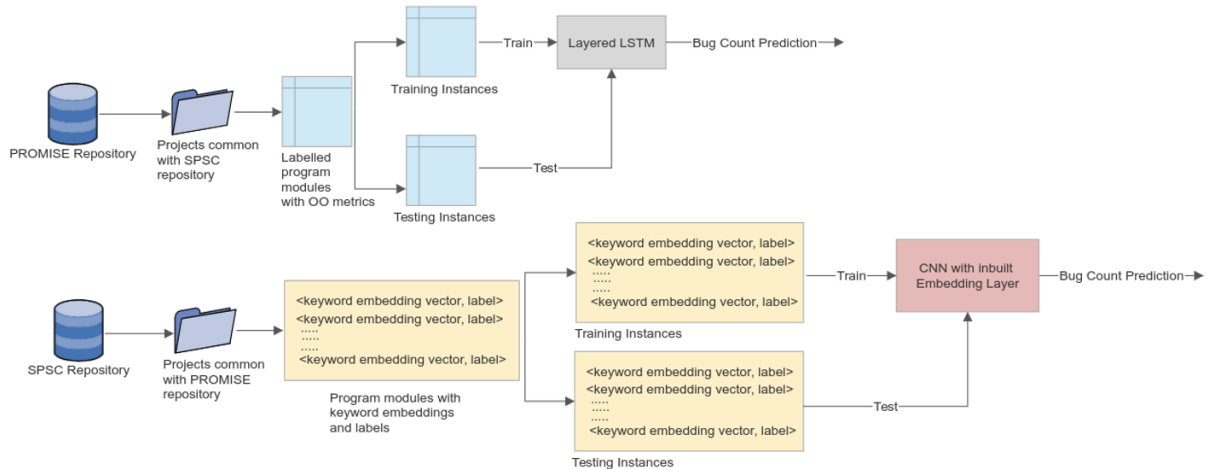 PROMISE Repository
Projects common
with SPSC
repository
Labelled
program
modules
with OO metrics
Training Instances
Testing Instances
Train
Test
Layered LSTM
Bug Count Prediction
SPSC Repository
Projects common
with PROMISE
repository
<keyword embedding vector, label>
<keyword embedding vector, label>
.....
.....
.....
<keyword embedding vector, label>
Program modules with
keyword embeddings
and labels
<keyword embedding vector, label>
<keyword embedding vector, label>
.....
.....
.....
<keyword embedding vector, label>
Training Instances
<keyword embedding vector, label>
<keyword embedding vector, label>
.....
.....
.....
<keyword embedding vector, label>
Testing Instances
Train
Test
CNN with inbuilt
Embedding Layer
Bug Count Prediction